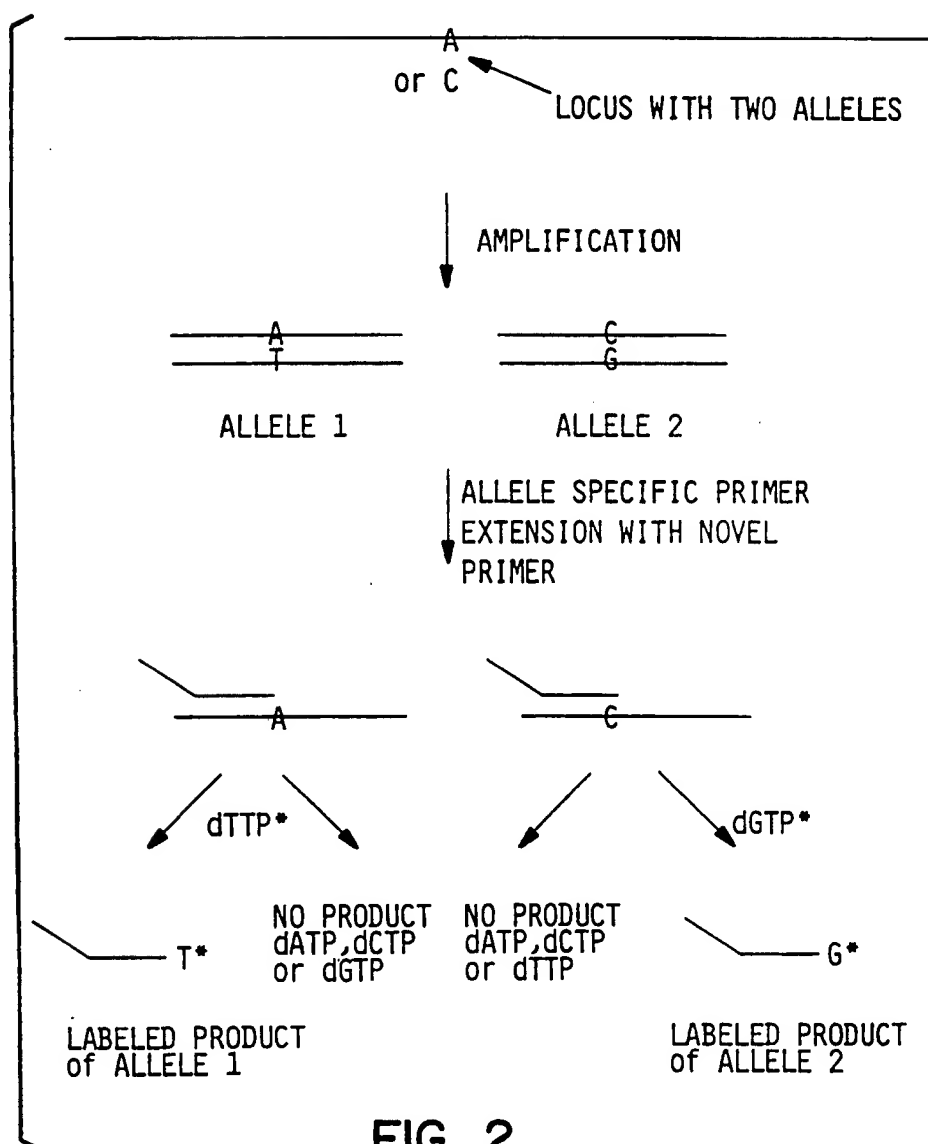 A
or C
LOCUS WITH TWO ALLELES
AMPLIFICATION
A
T
C
G
ALLELE 1
ALLELE 2
ALLELE SPECIFIC PRIMER
EXTENSION WITH NOVEL
PRIMER
A
C
dTTP*
dGTP*
T*
NO PRODUCT
dATP,dCTP
or dGTP
NO PRODUCT
dATP,dCTP
or dTTP
G*
LABELED PRODUCT
of ALLELE 1
LABELED PRODUCT
of ALLELE 2
FIG. 2